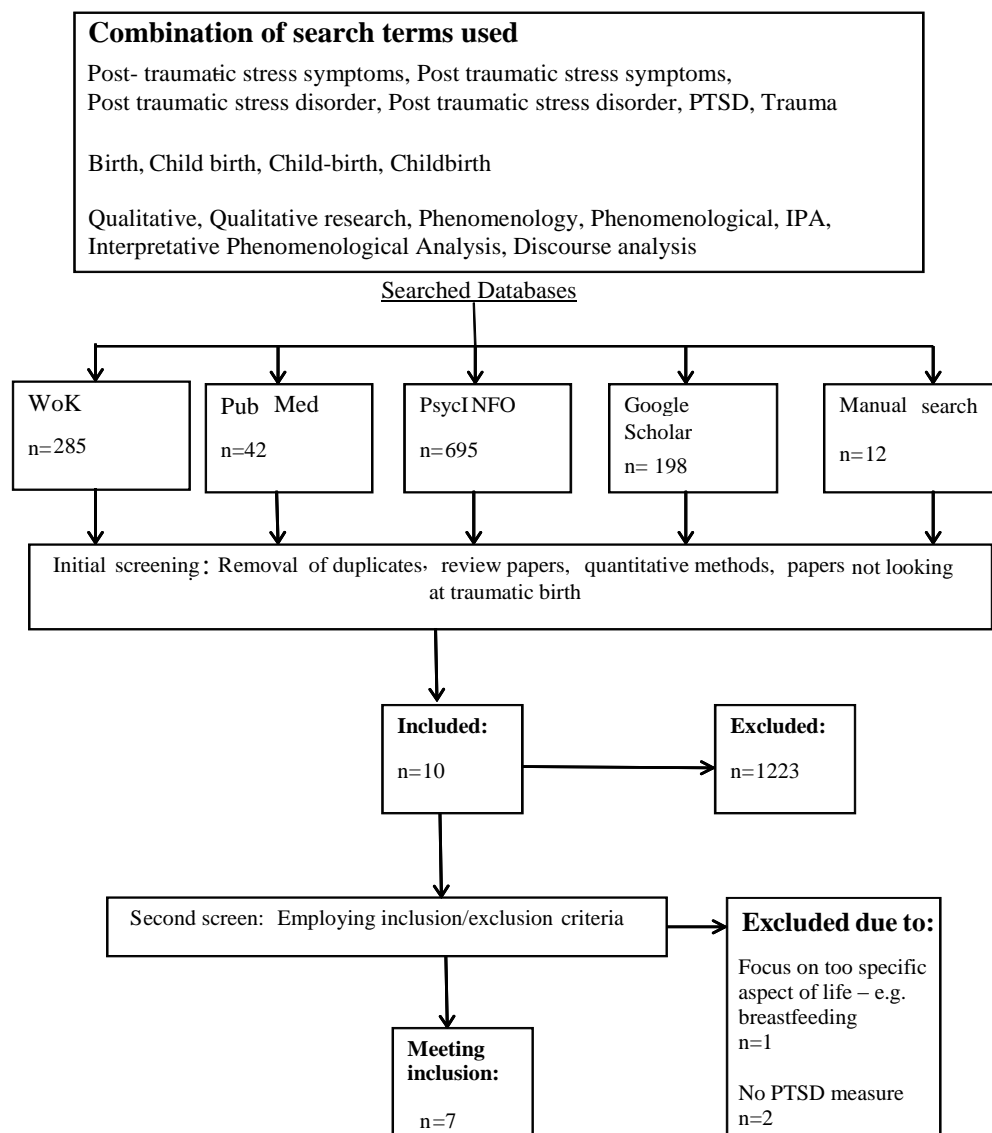 Combination of search terms used
Post- traumatic stress symptoms, Post traumatic stress symptoms,
Post traumatic stress disorder, Post traumatic stress disorder, PTSD, Trauma
Birth, Child birth, Child-birth, Childbirth
Qualitative, Qualitative research, Phenomenology, Phenomenological, IPA,
Interpretative Phenomenological Analysis, Discourse analysis
Searched Databases
WoK
n=285
Pub Med
n=42
PsycINFO
n=695
Google
Scholar
n= 198
Manual search
n=12
Initial screening: Removal of duplicates, review papers, quantitative methods, papers not looking
at traumatic birth
Included:
n=10
Excluded:
n=1223
Second screen: Employing inclusion/exclusion criteria
Excluded due to:
Focus on too specific
aspect of life – e.g.
breastfeeding
n=1
No PTSD measure
n=2
Meeting
inclusion:
n=7